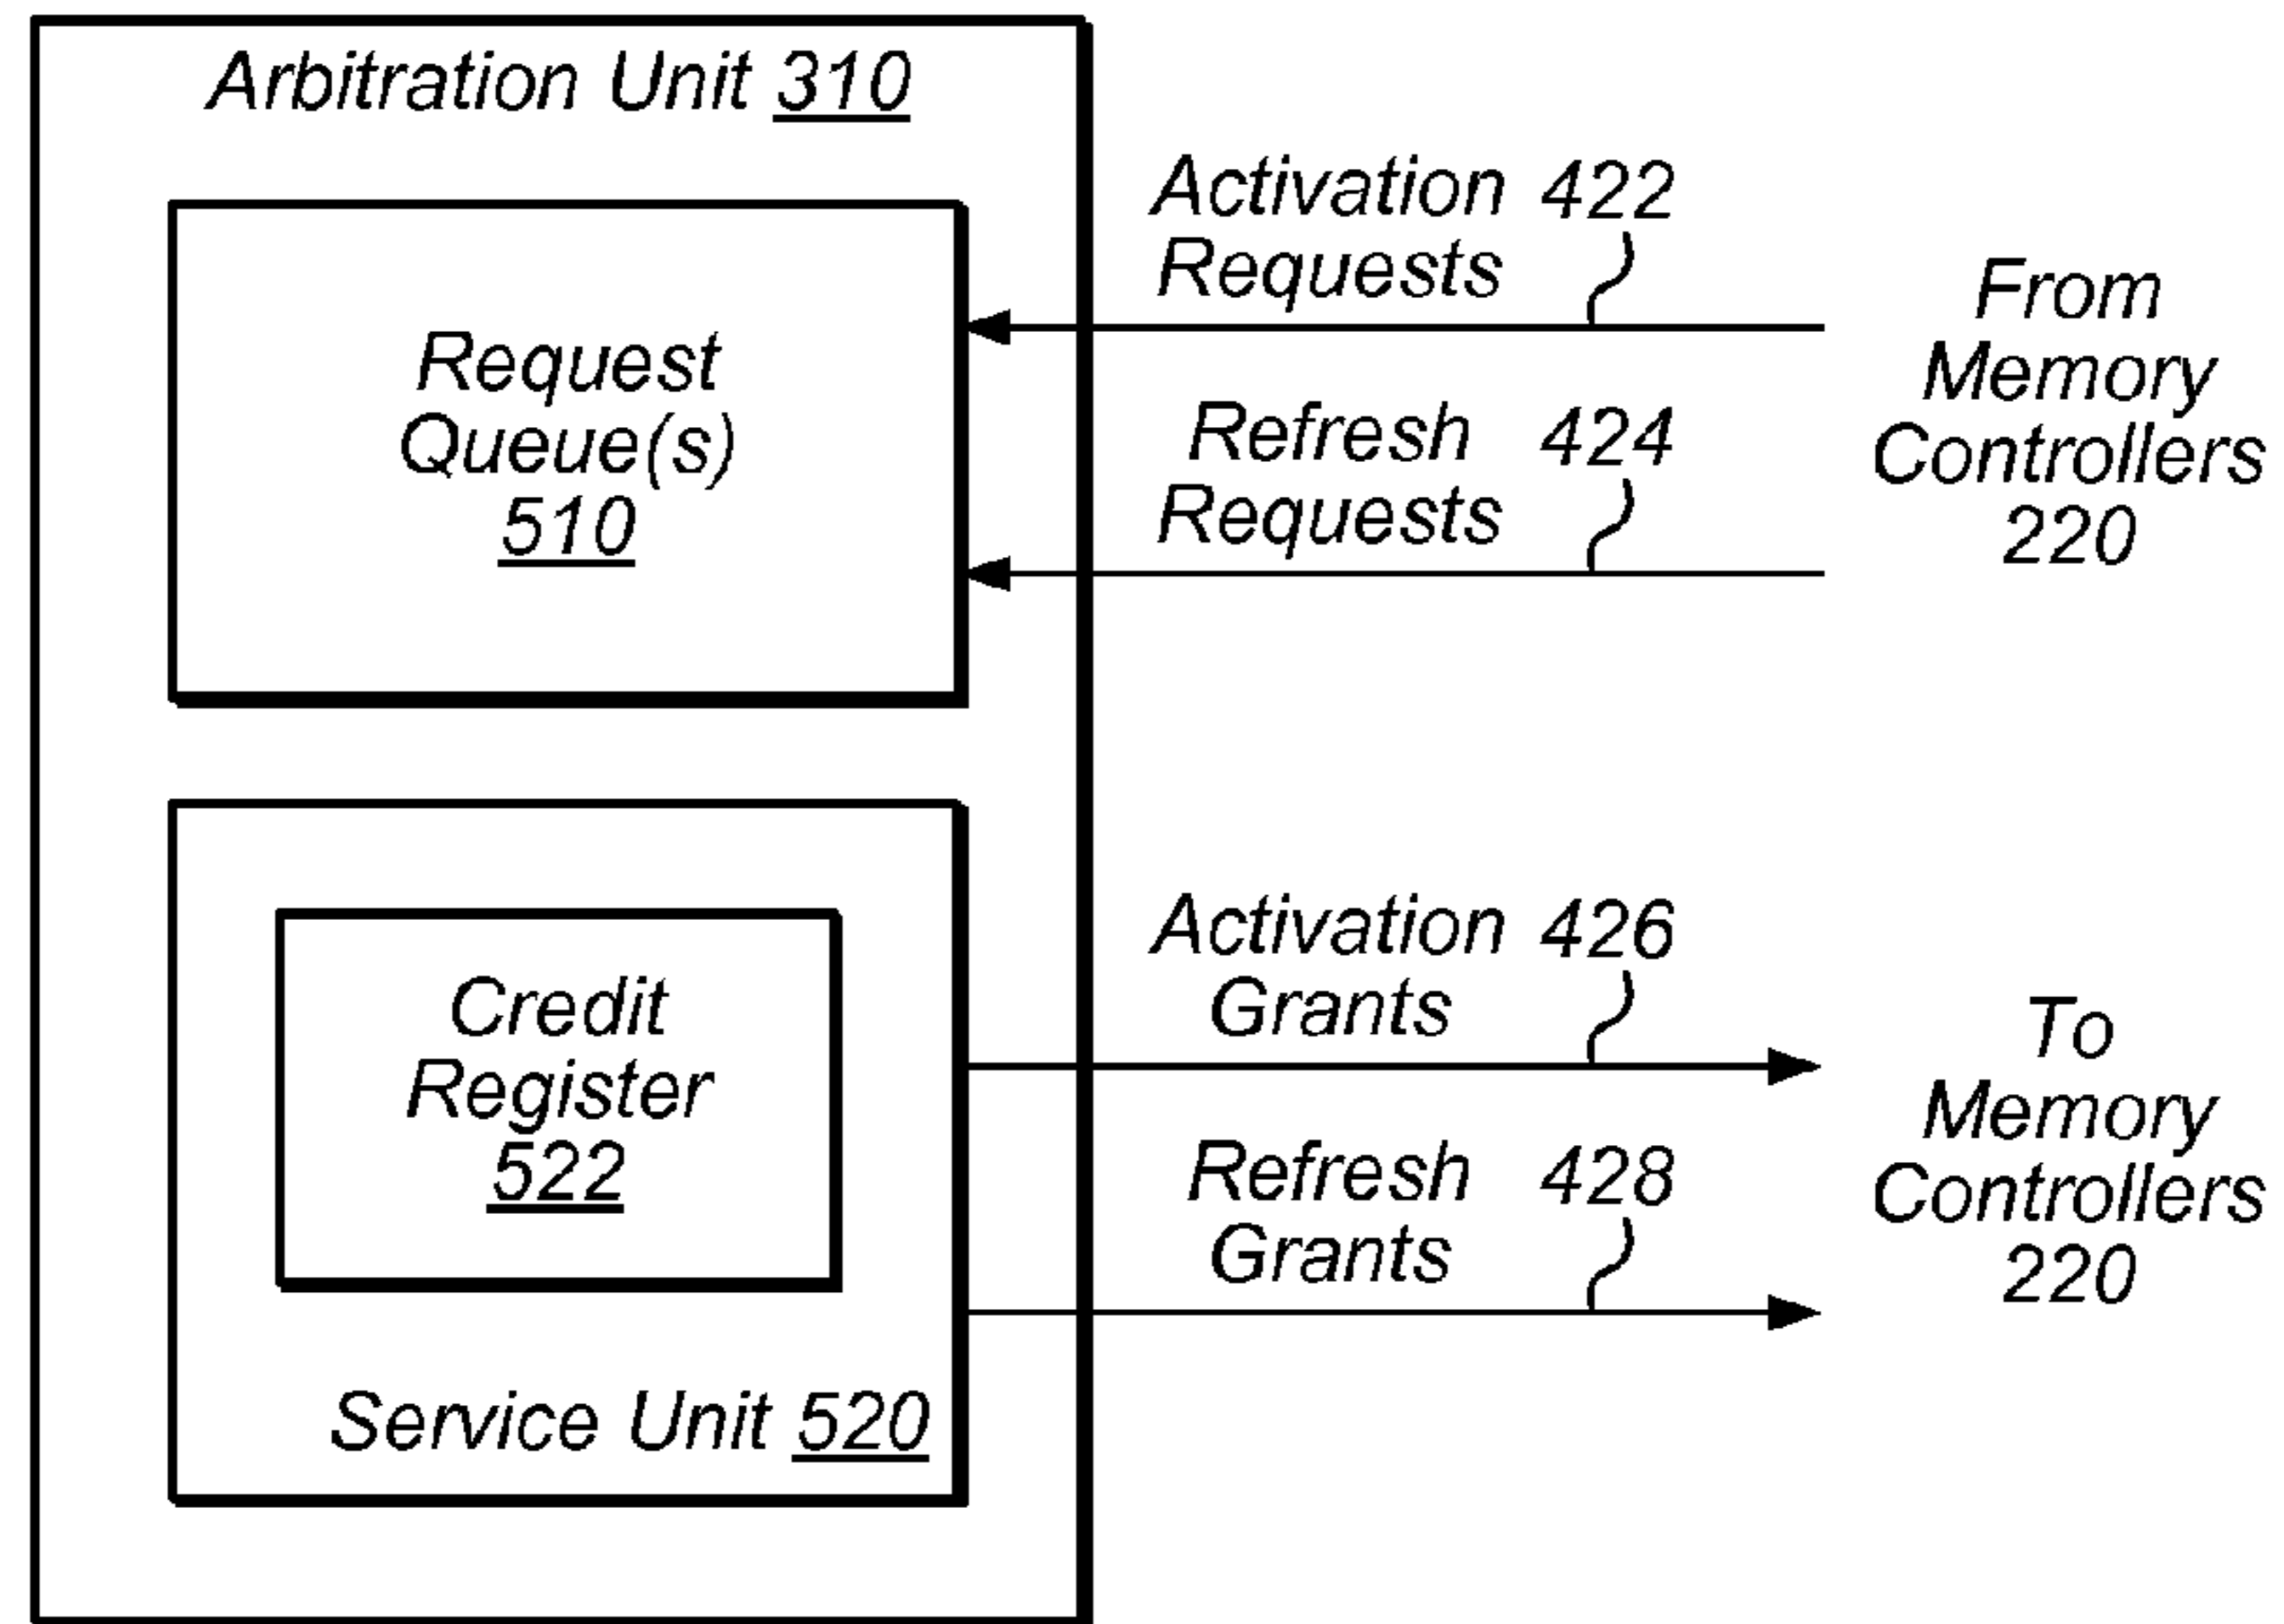 Arbitration Unit 310
Request
Queue(s)
510
Activation 422
Requests
Refresh 424
Requests
From
Memory
Controllers
220
Credit
Register
522
Service Unit 520
Activation 426
Grants
Refresh 428
Grants
To
Memory
Controllers
220